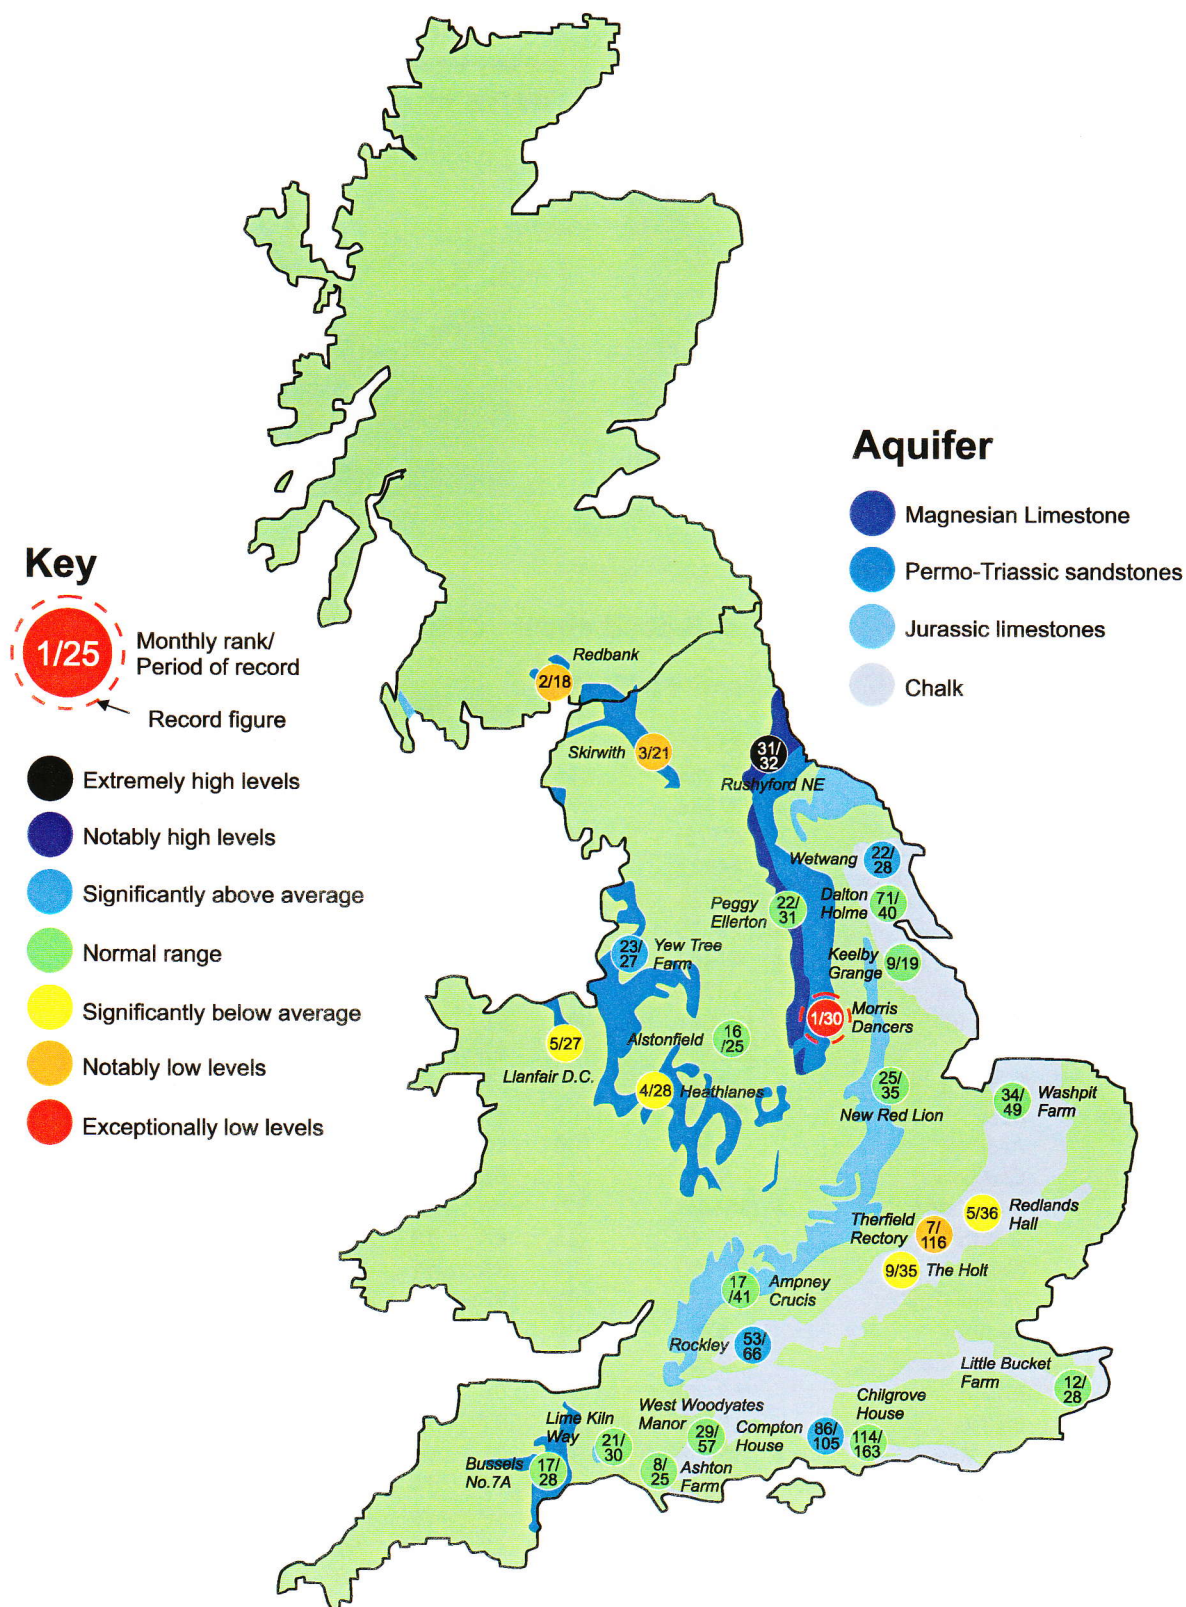 Aquifer
Magnesian Limestone
Permo-Triassic sandstones
Jurassic limestones
Chalk
Key
1/25
Monthly rank/
Period of record
Record figure
Extremely high levels
Notably high levels
Significantly above average
Normal range
Significantly below average
Notably low levels
Exceptionally low levels
Redbank
2/18
Skirwith
3/21
31/
32
Rushyford NE
Wetwang
22/
28
Peggy
Ellerton
22/
31
Dalton
Holme
71/
40
Yew Tree
Farm
23/
27
Keelby
Grange
9/19
Morris
Dancers
1/30
5/27
Llanfair D.C.
Alstonfield
16
/25
4/28
Heathlanes
25/
35
New Red Lion
34/
49
Washpit
Farm
Redlands
Hall
5/36
Therfield
Rectory
7/
116
9/35
The Holt
17
/41
Ampney
Crucis
Rockley
53/
66
Little Bucket
Farm
12/
28
Chilgrove
House
114/
163
West Woodyates
Manor
29/
57
Compton
House
86/
105
Lime Kiln
Way
21/
30
Bussels
No.7A
17/
28
8/
25
Ashton
Farm